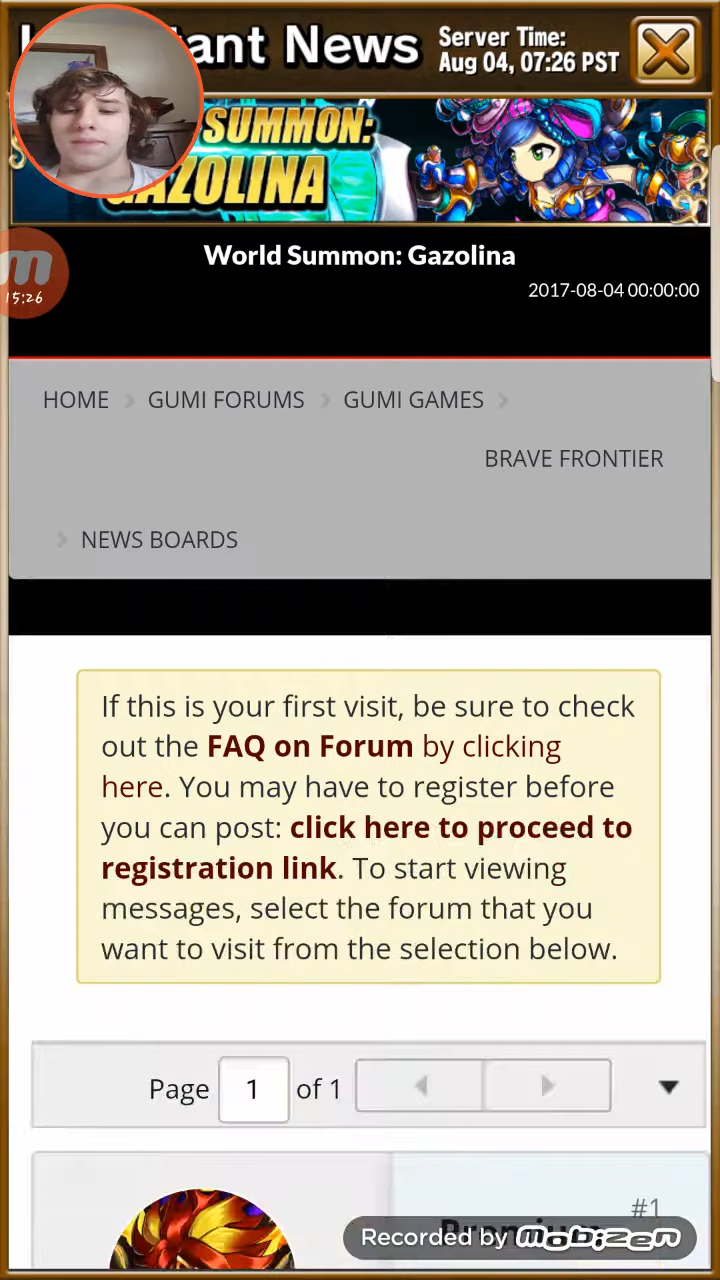 ant News
Server Time:
Aug 04, 07:26 PST
SUMMON:
GAZOLINA
15:26
World Summon: Gazolina
2017-08-04 00:00:00
HOME
GUMI FORUMS
GUMI GAMES
BRAVE FRONTIER
NEWS BOARDS
If this is your first visit, be sure to check
out the FAQ on Forum by clicking
here. You may have to register before
you can post: click here to proceed to
registration link. To start viewing
messages, select the forum that you
want to visit from the selection below.
Page 1 of 1
#1
Recorded by mobizen